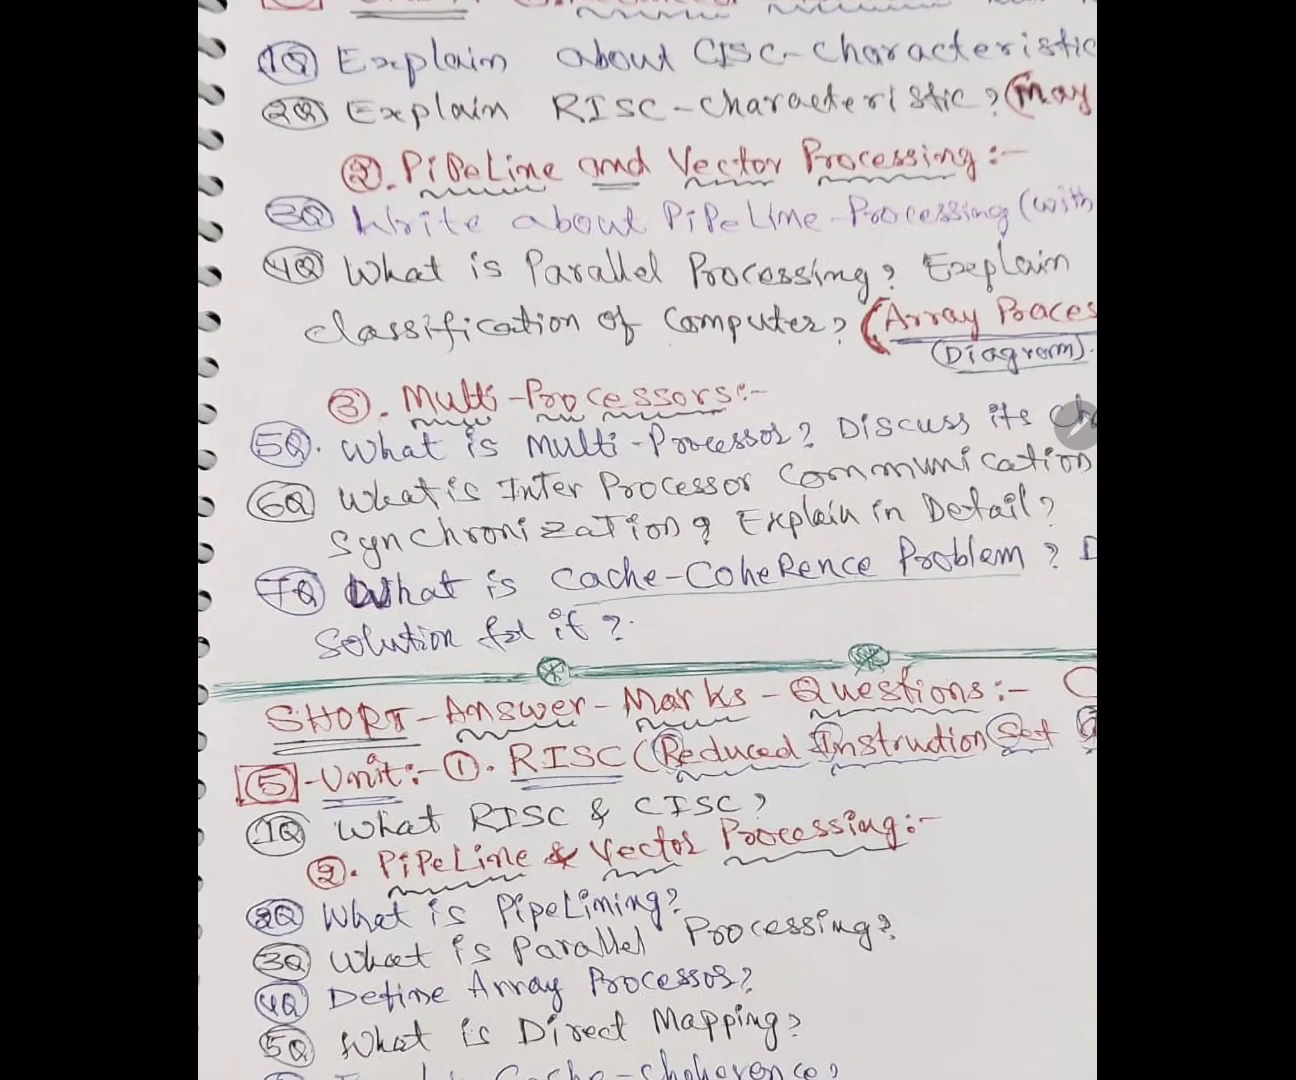 1Q Explain about CISC-Characteristic
2Q Explain RISC-Characteristic? (May
2. PiPeLine and Vector Processing:-
3Q Write about PiPeLine-Processing (with
4Q What is Parallel Processing? Explain
classification of Computer? (Array Proces
(Diagram).
3. Multi-Processors:-
5Q. What is Multi-Processor? Discuss its Cha
6Q What is Inter Processor Communication
Synchronization? Explain in Detail?
7Q What is Cache-CoheRence Problem? D
Solution for it?
SHORT-Answer-Marks-Questions:-
5-Unit:- 1. RISC (Reduced Instruction Set
1Q What RISC & CISC?
2. PiPeLine & Vector Processing:-
2Q What is PipeLining?
3Q What is Parallel Processing?
4Q Define Array Processor?
5Q What is Direct Mapping?
Cache-Choherence?